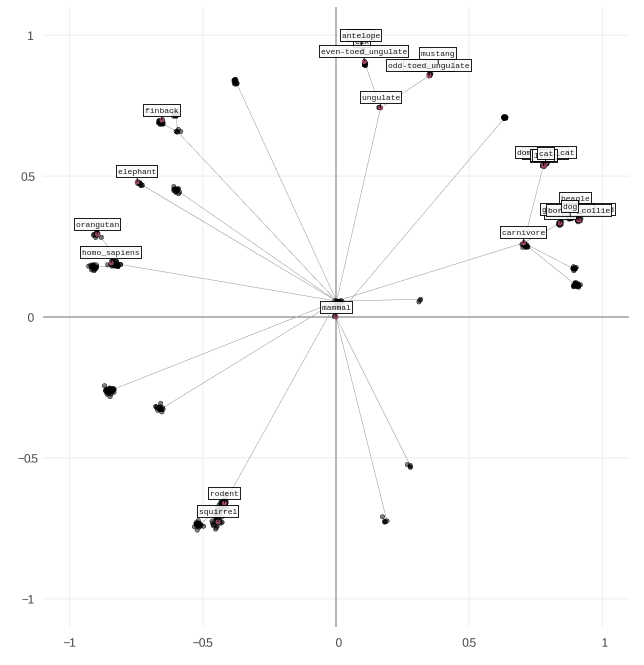 1
antelope
even-toed_ungulate
mustang
odd-toed_ungulate
ungulate
finback
cat
cat
elephant
0.5
beagle
dog
collie
orangutan
carnivore
homo_sapiens
mammal
0
−0.5
rodent
squirrel
−1
−1
−0.5
0
0.5
1